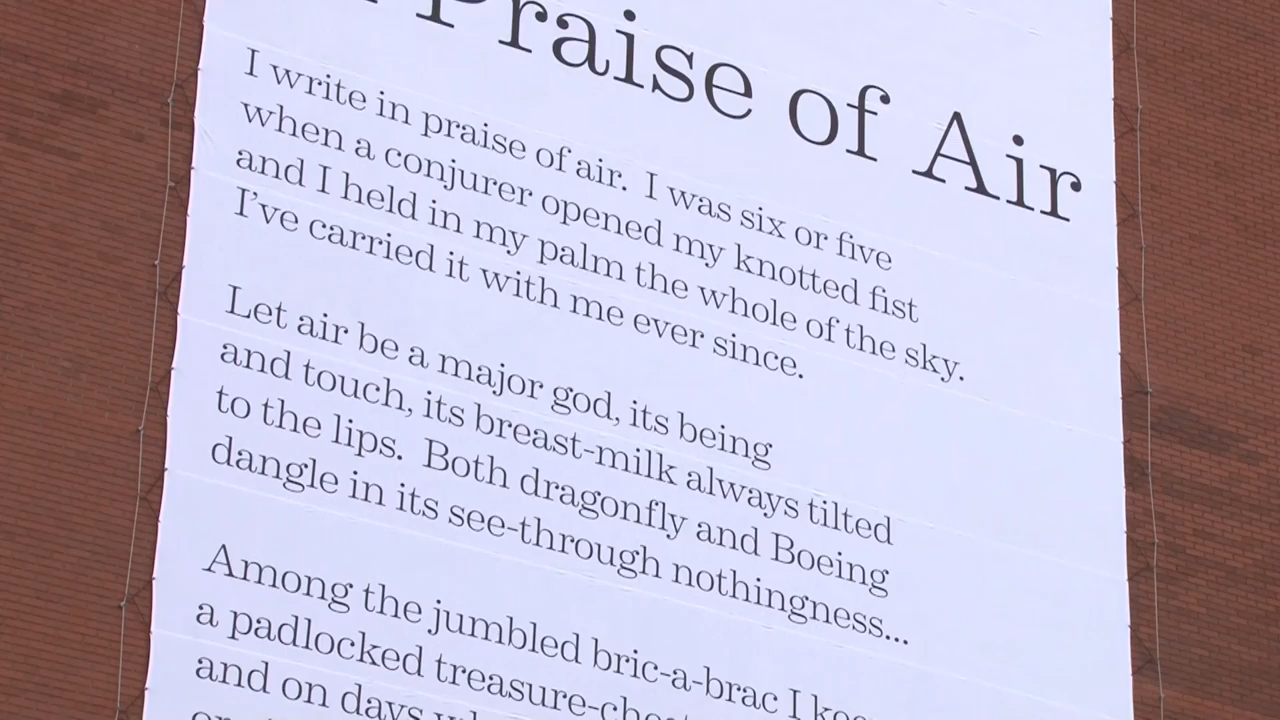 Praise of Air
I write in praise of air. I was six or five
when a conjurer opened my knotted fist
and I held in my palm the whole of the sky.
I've carried it with me ever since.
Let air be a major god, its being
and touch, its breast-milk always tilted
to the lips. Both dragonfly and Boeing
dangle in its see-through nothingness...
Among the jumbled bric-a-brac I
a padlocked
and on days